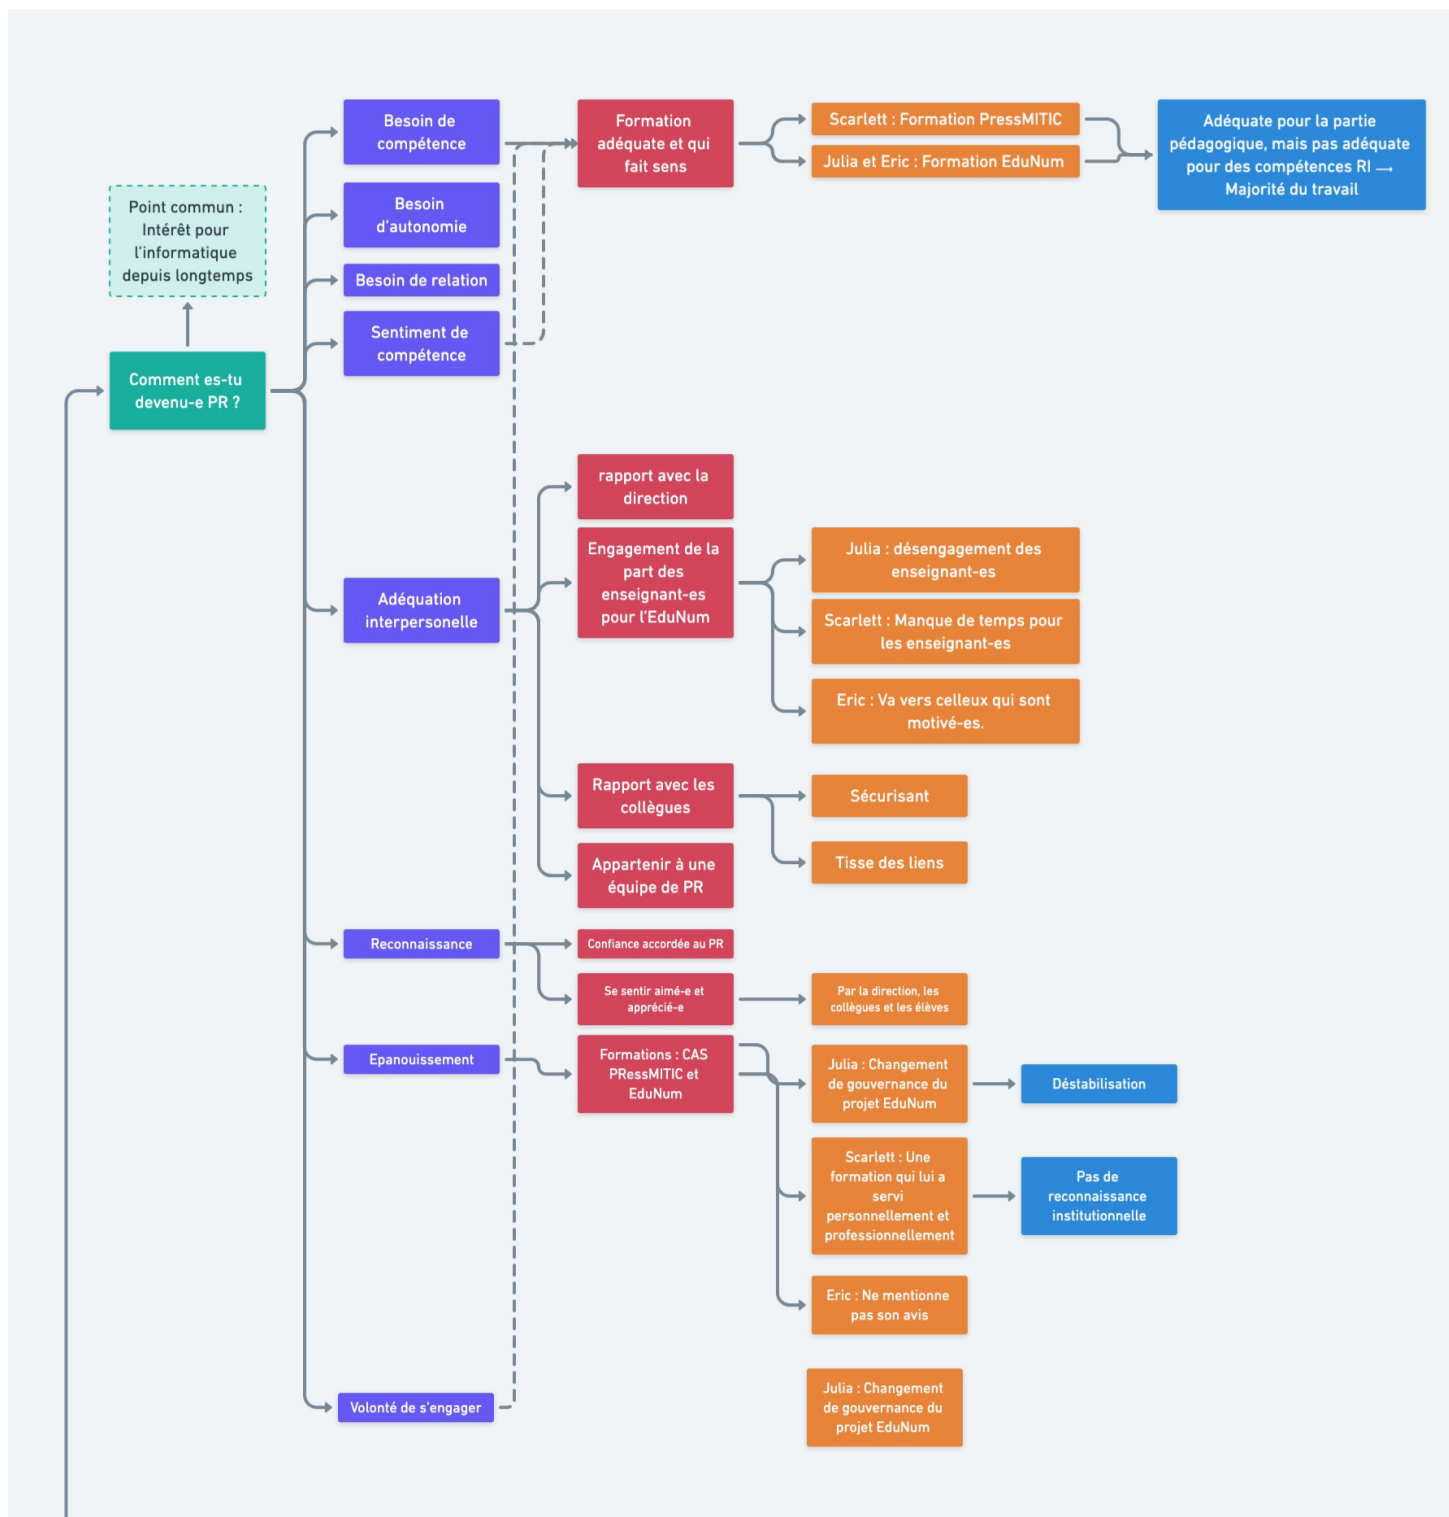 Besoin de
compétence
Formation
adéquate et qui
fait sens
Scarlett : Formation PressMITIC
Julia et Eric : Formation EduNum
Adéquate pour la partie
pédagogique, mais pas adéquate
pour des compétences RI →
Majorité du travail
Point commun :
Intérêt pour
l'informatique
depuis longtemps
Besoin
d'autonomie
Besoin de relation
Sentiment de
compétence
Comment es-tu
devenu-e PR ?
rapport avec la
direction
Engagement de la
part des
enseignant-es
pour l'EduNum
Julia : désengagement des
enseignant-es
Scarlett : Manque de temps pour
les enseignant-es
Eric : Va vers celleux qui sont
motivé-es.
Adéquation
interpersonelle
Rapport avec les
collègues
Sécurisant
Tisse des liens
Appartenir à une
équipe de PR
Reconnaissance
Confiance accordée au PR
Se sentir aimé-e et
apprécié-e
Par la direction, les
collègues et les élèves
Epanouissement
Formations : CAS
PRessMITIC et
EduNum
Julia : Changement
de gouvernance du
projet EduNum
Déstabilisation
Scarlett : Une
formation qui lui a
servi
personnellement et
professionnellement
Pas de
reconnaissance
institutionnelle
Eric : Ne mentionne
pas son avis
Volonté de s'engager
Julia : Changement
de gouvernance du
projet EduNum